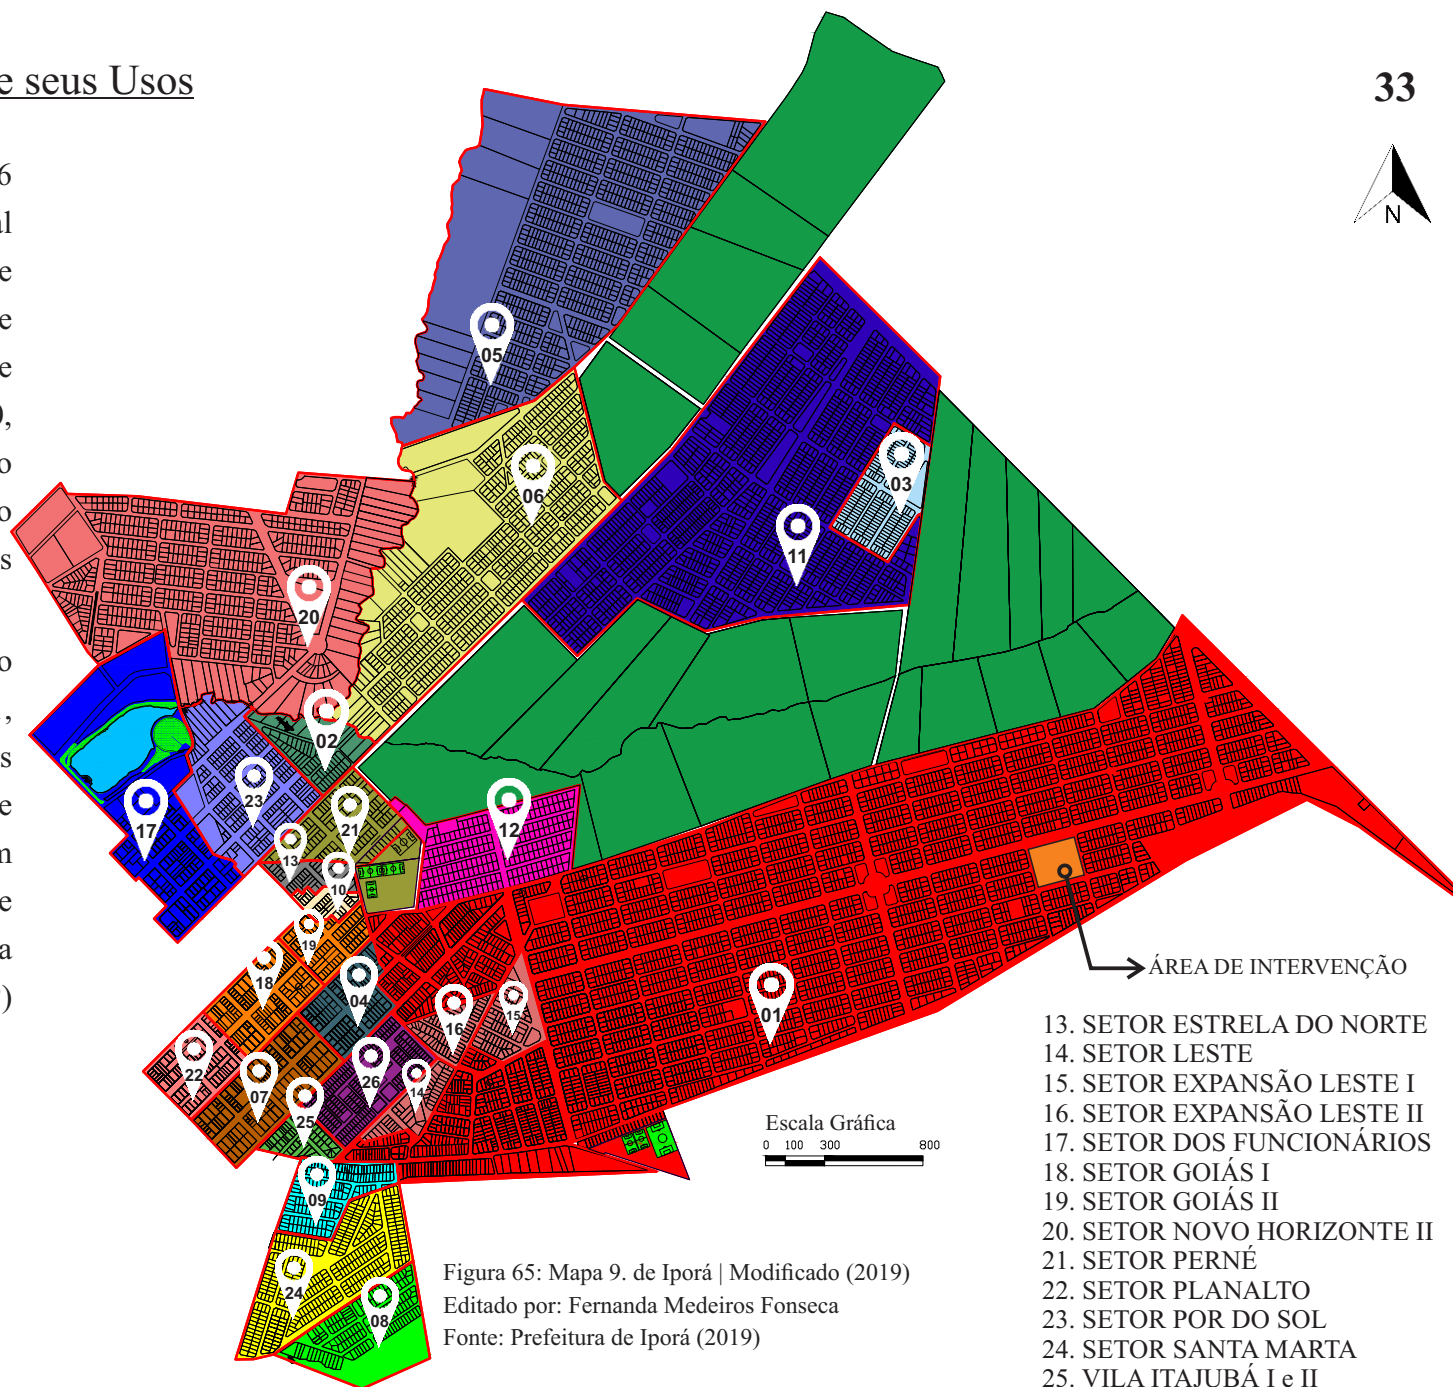 e seus Usos
33
6
al
e
e
e
),
o
o
s
o
,
s
e
m
e
a
)
N
05
06
03
11
20
02
23
17
21
12
13
10
19
18
04
16
15
01
22
07
26
14
25
09
24
08
ÁREA DE INTERVENÇÃO
Escala Gráfica
0 100 300 800
13. SETOR ESTRELA DO NORTE
14. SETOR LESTE
15. SETOR EXPANSÃO LESTE I
16. SETOR EXPANSÃO LESTE II
17. SETOR DOS FUNCIONÁRIOS
18. SETOR GOIÁS I
19. SETOR GOIÁS II
20. SETOR NOVO HORIZONTE II
21. SETOR PERNÉ
22. SETOR PLANALTO
23. SETOR POR DO SOL
24. SETOR SANTA MARTA
25. VILA ITAJUBÁ I e II
Figura 65: Mapa 9. de Iporá | Modificado (2019)
Editado por: Fernanda Medeiros Fonseca
Fonte: Prefeitura de Iporá (2019)